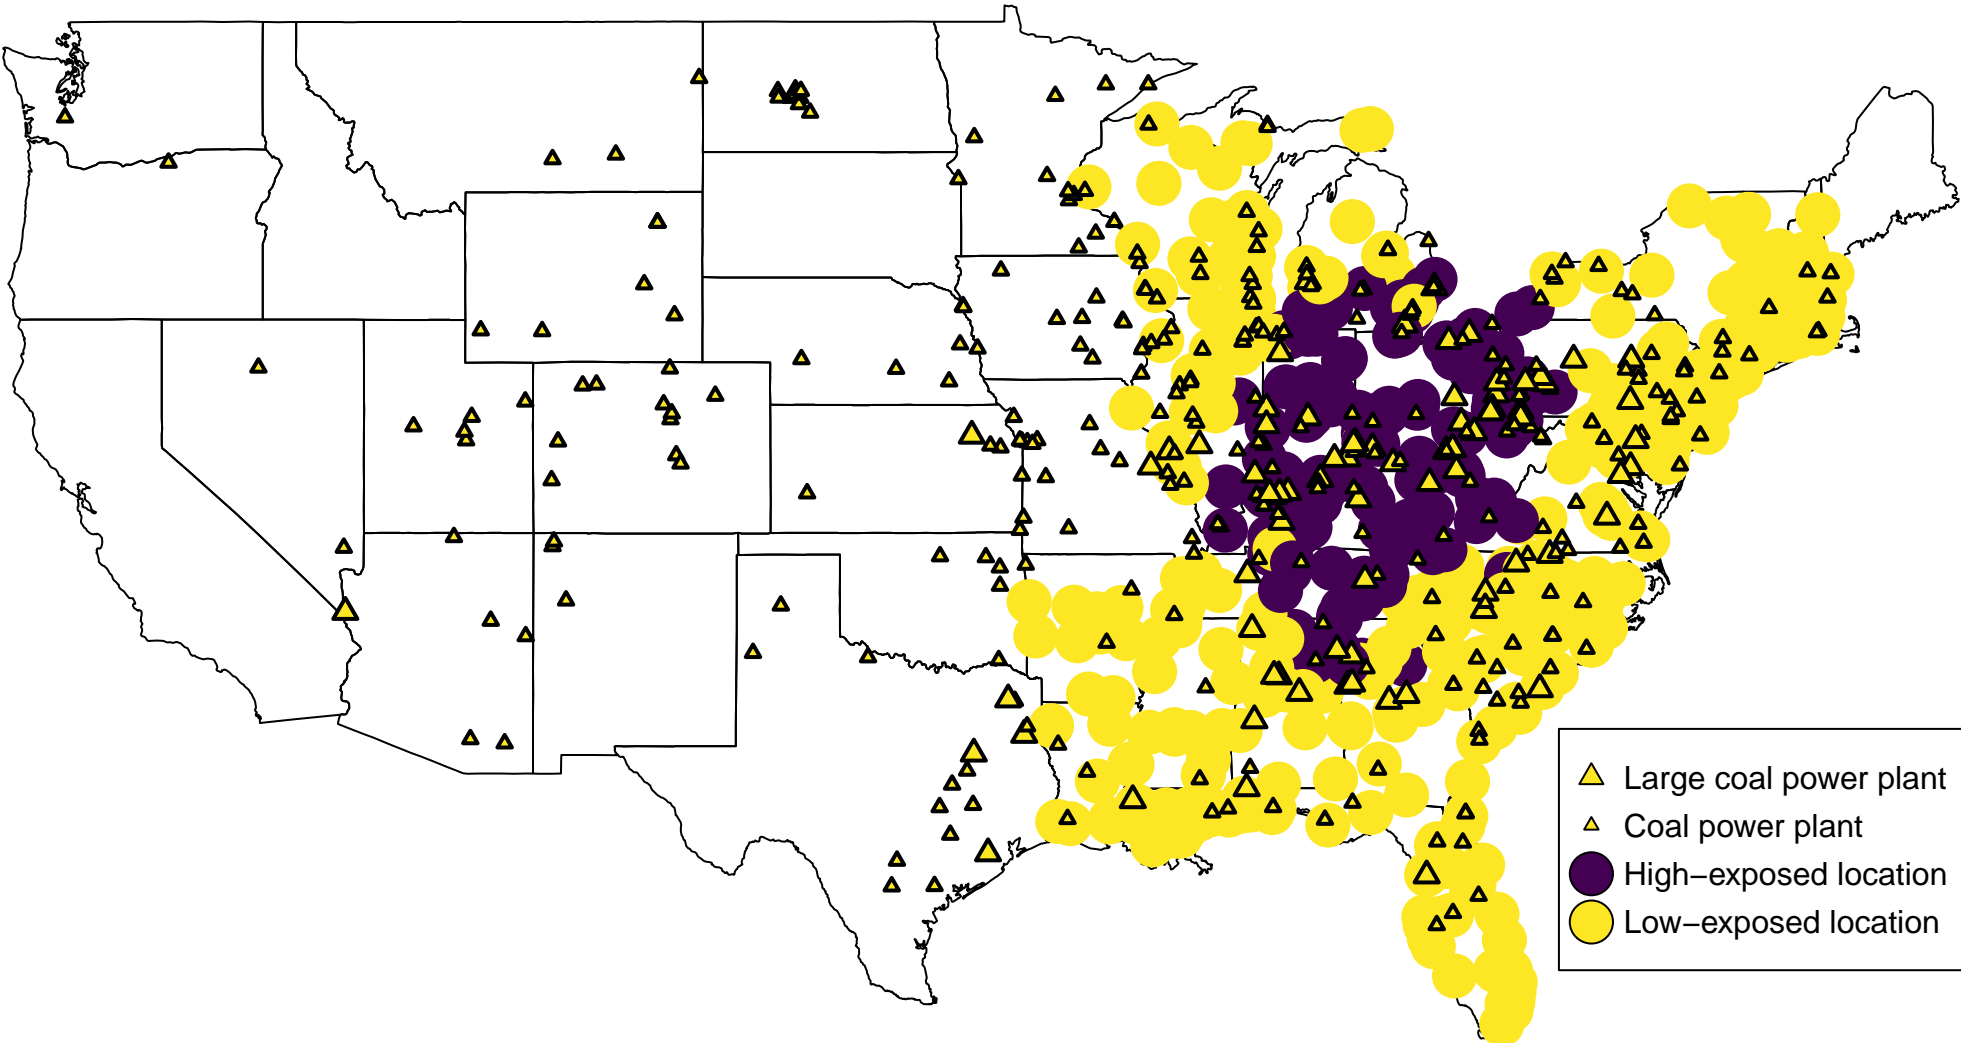 Large coal power plant
Coal power plant
High−exposed location
Low−exposed location